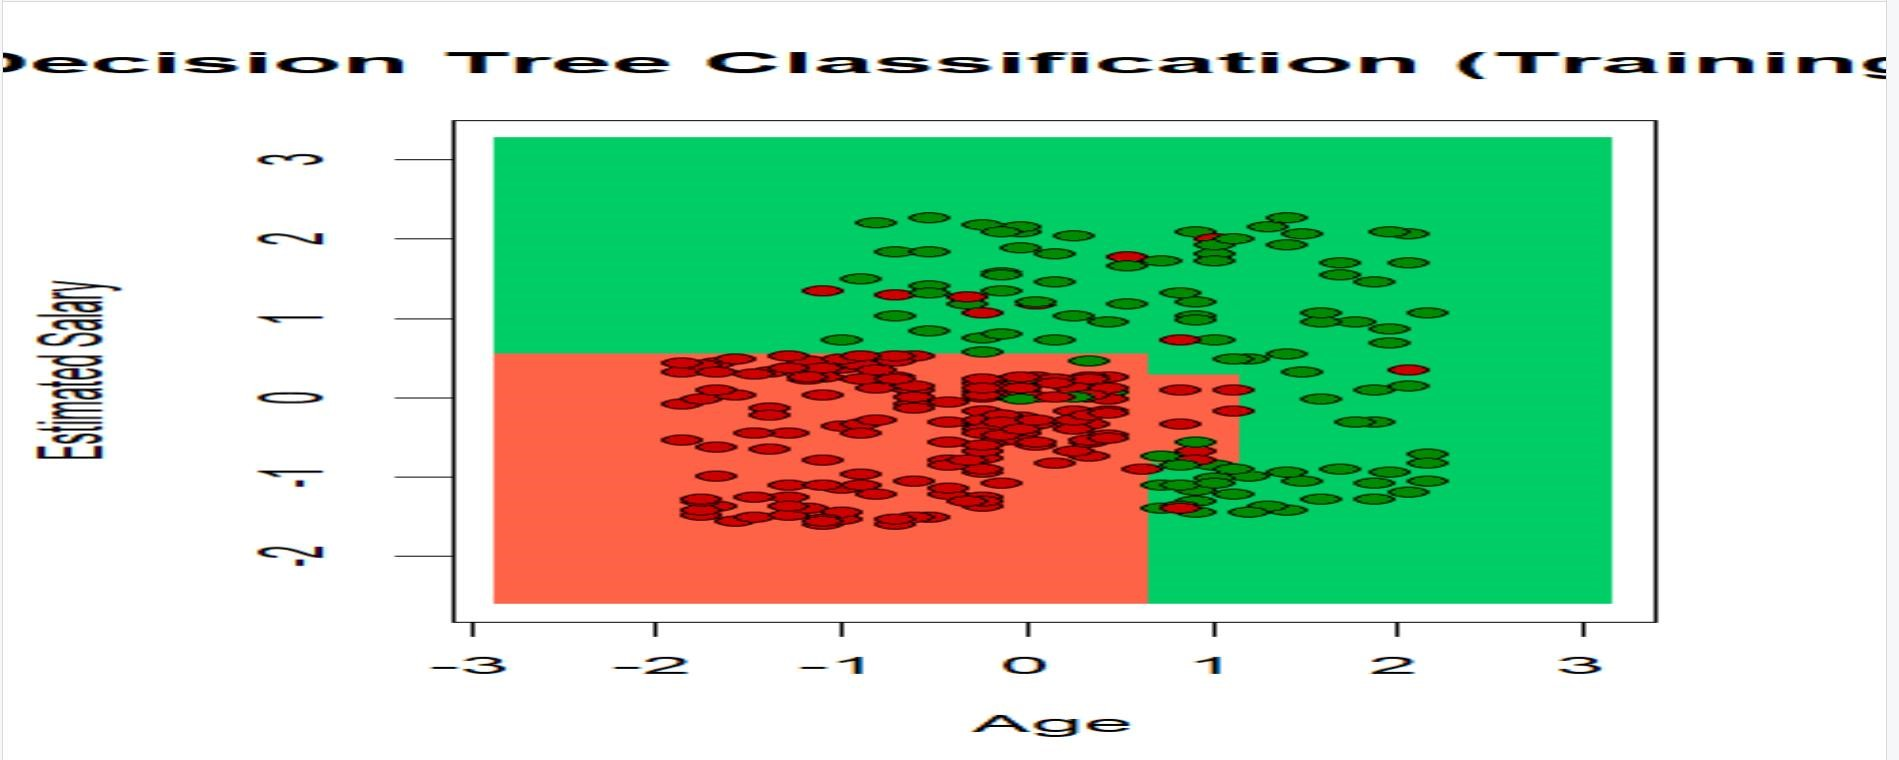 Decision Tree Classification (Training
Estimated Salary
3
2
1
0
-1
-2
-3 -2 -1 0 1 2 3
Age